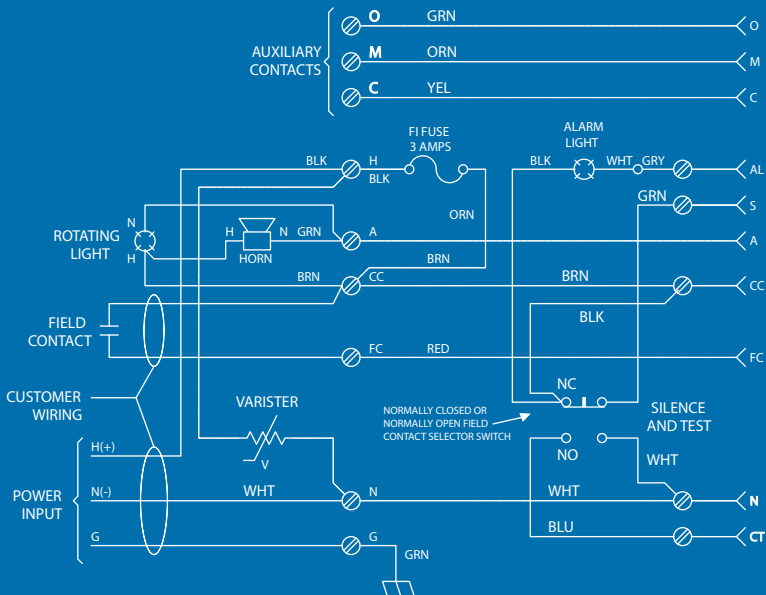 O GRN O
AUXILIARY
CONTACTS
M ORN M
C YEL C
FI FUSE
3 AMPS
ALARM
LIGHT
BLK H BLK WHT GRY AL
BLK
GRN S
ORN
N
ROTATING
LIGHT
H N GRN A A
H HORN
BRN
BRN CC BRN CC
BLK
FIELD
CONTACT
FC RED FC
NC
CUSTOMER
WIRING
VARISTER
NORMALLY CLOSED OR
NORMALLY OPEN FIELD
CONTACT SELECTOR SWITCH
SILENCE
AND TEST
H(+)
V
NO
WHT
POWER
INPUT
N(-) WHT N WHT N
BLU CT
G G
GRN